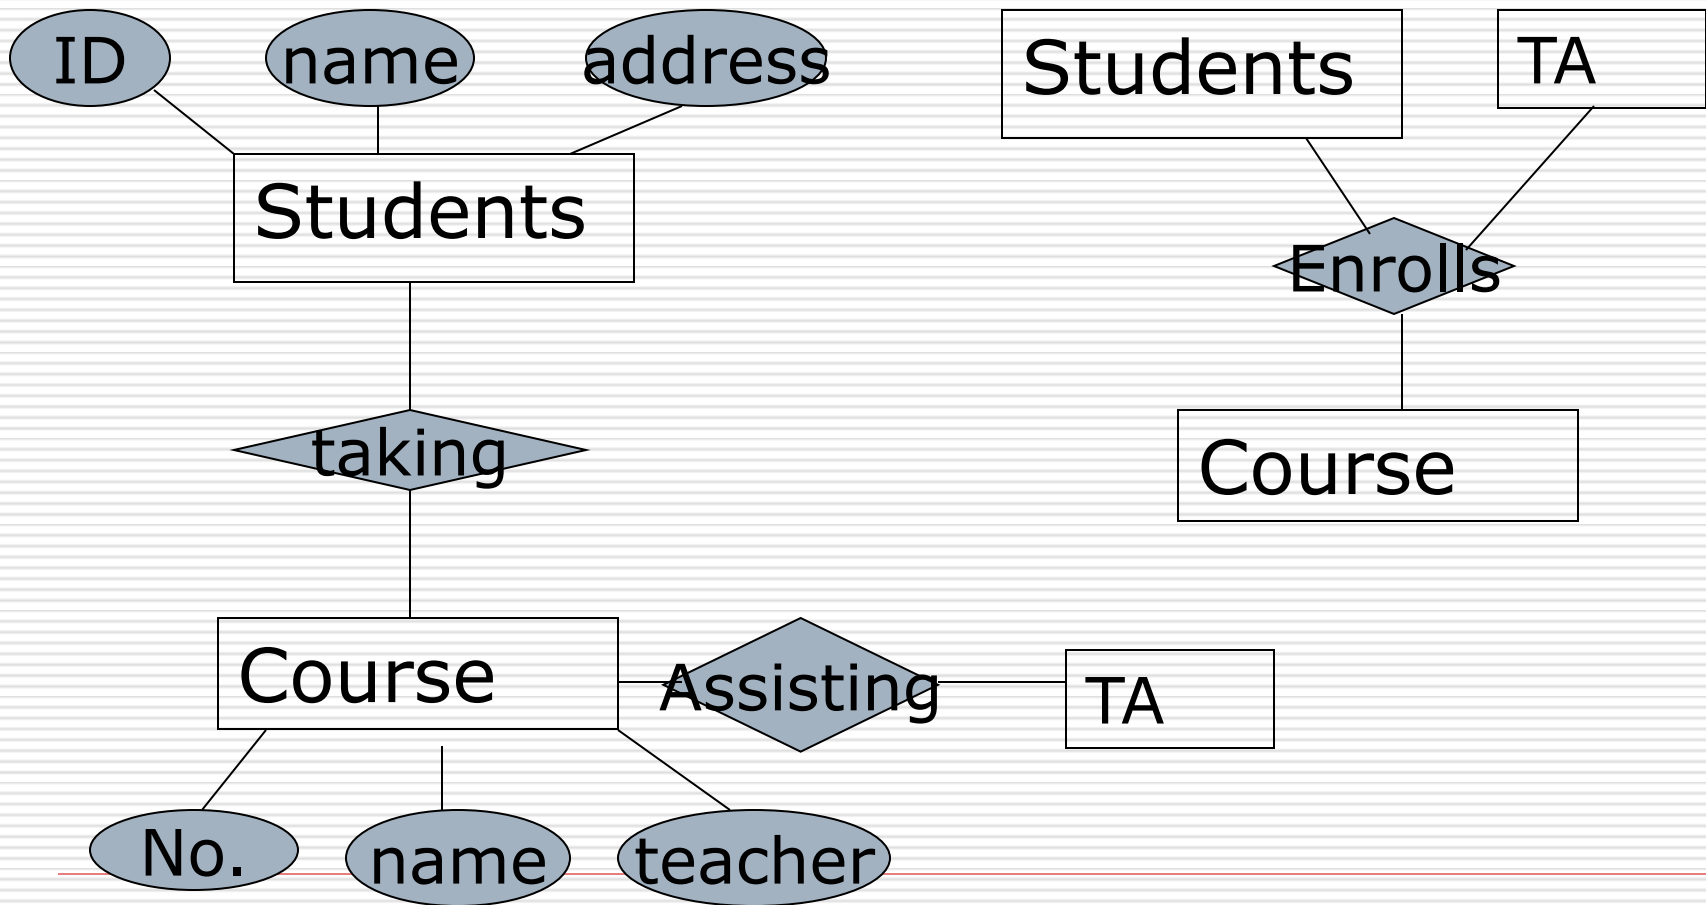 ID
name
address
Students
taking
Course
Assisting
TA
No.
name
teacher
Students
TA
Enrolls
Course